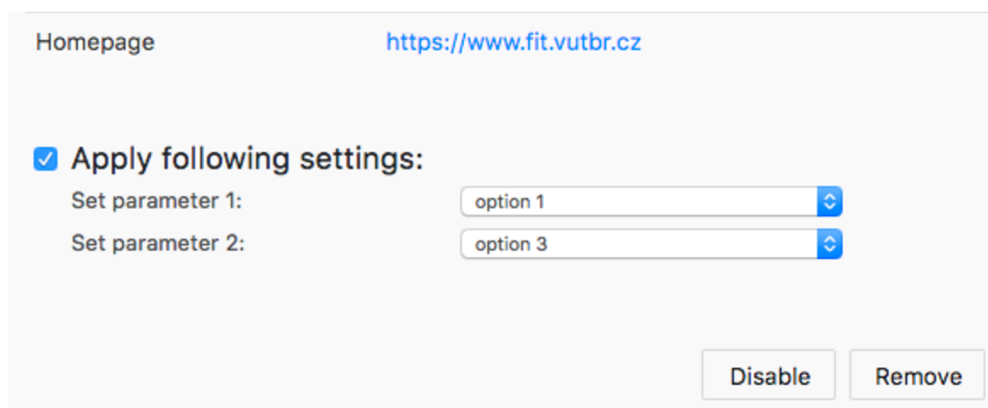 Homepage https://www.fit.vutbr.cz
Apply following settings:
Set parameter 1: option 1
Set parameter 2: option 3
Disable Remove